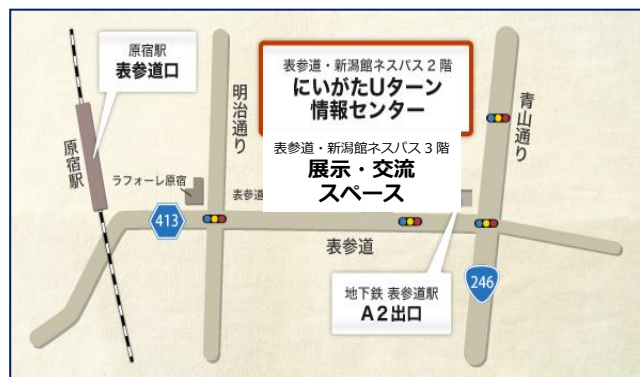 原宿駅
表参道口
表参道・新潟館ネスパス２階
にいがたUターン
情報センター
表参道・新潟館ネスパス３階
展示・交流
スペース
明治通り
青山通り
原宿駅
ラフォーレ原宿
表参道
413
表参道
地下鉄 表参道駅
A2出口
246